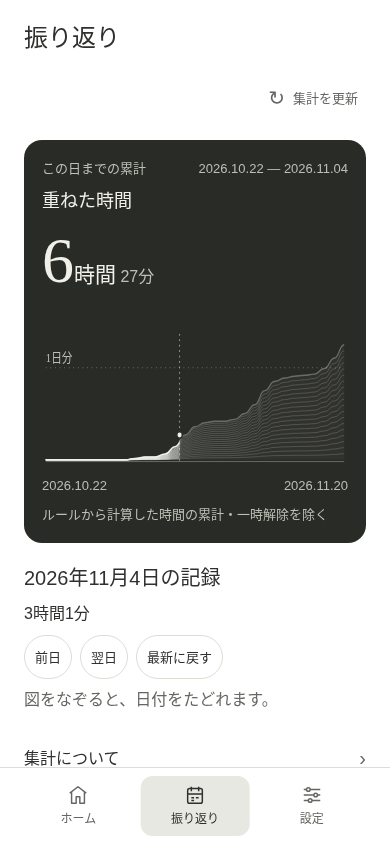 振り返り
↻ 集計を更新
この日までの累計 2026.10.22 — 2026.11.04
重ねた時間
6時間 27分
1日分
2026.10.22 2026.11.20
ルールから計算した時間の累計・一時解除を除く
2026年11月4日の記録
3時間1分
前日 翌日 最新に戻す
図をなぞると、日付をたどれます。
集計について ›
ホーム 振り返り 設定